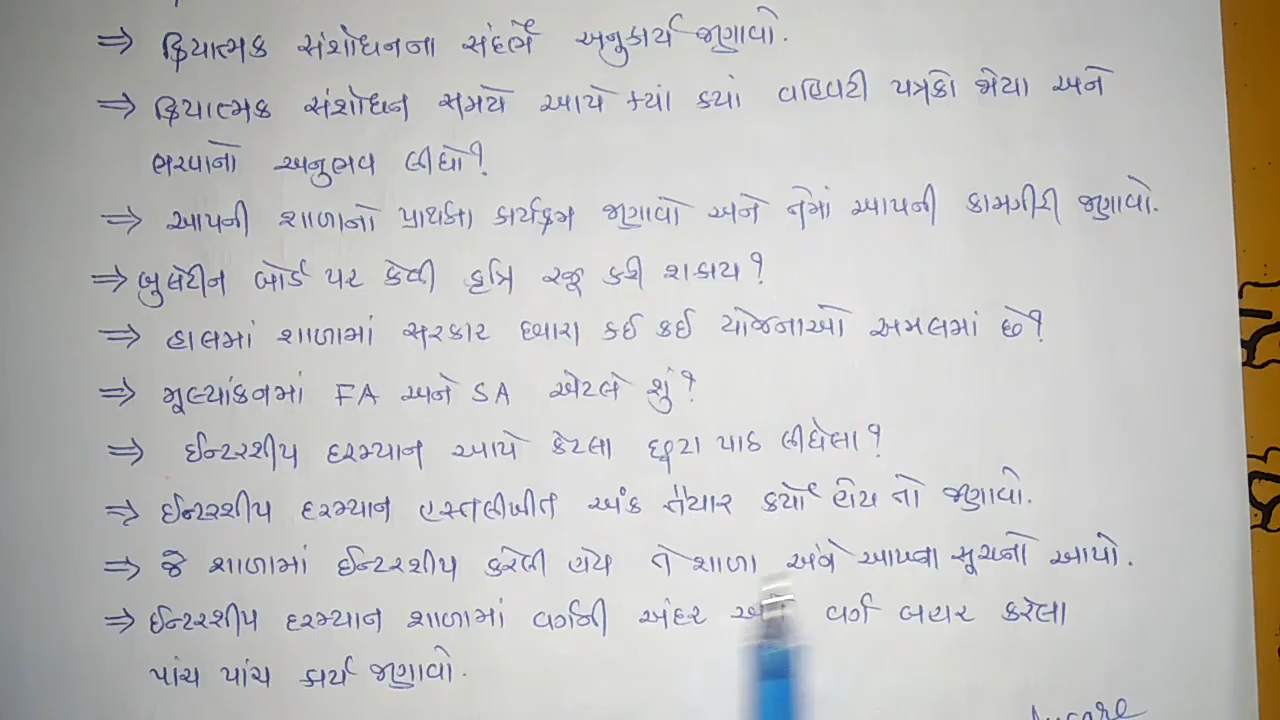 ⇒ ક્રિયાત્મક સંશોધનના સંદર્ભે અનુકાર્ય જણાવો.
⇒ ક્રિયાત્મક સંશોધન સમયે આપે ક્યાં ક્યાં વહિવટી પત્રકો જોયા અને
ભરવાનો અનુભવ લીધો?
⇒ આપની શાળાનો પ્રાર્થના કાર્યક્રમ જણાવો અને તેમાં આપની કામગીરી જણાવો.
⇒ બુલેટીન બોર્ડ પર કેવી કૃતિ રજૂ કરી શકાય?
⇒ હાલમાં શાળામાં સરકાર દ્વારા કઈ કઈ યોજનાઓ અમલમાં છે?
⇒ મૂલ્યાંકનમાં FA અને SA એટલે શું?
⇒ ઈન્ટરશીપ દરમ્યાન આપે કેટલા છૂટા પાઠ લીધેલા?
⇒ ઈન્ટરશીપ દરમ્યાન હસ્તલીખીત અંક તૈયાર કર્યો હોય તો જણાવો.
⇒ જે શાળામાં ઈન્ટરશીપ કરેલી હોય તે શાળા અંગે આપના સૂચનો આપો.
⇒ ઈન્ટરશીપ દરમ્યાન શાળામાં વર્ગની અંદર વર્ગ બહાર કરેલા
પાંચ પાંચ કાર્ય જણાવો.